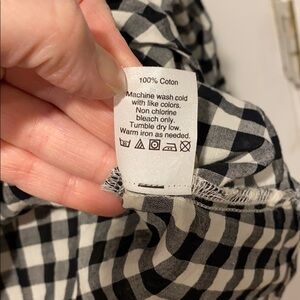 100% Coton
Machine wash cold
with like colors.
Non chlorine
bleach only.
Tumble dry low.
Warm iron as needed.